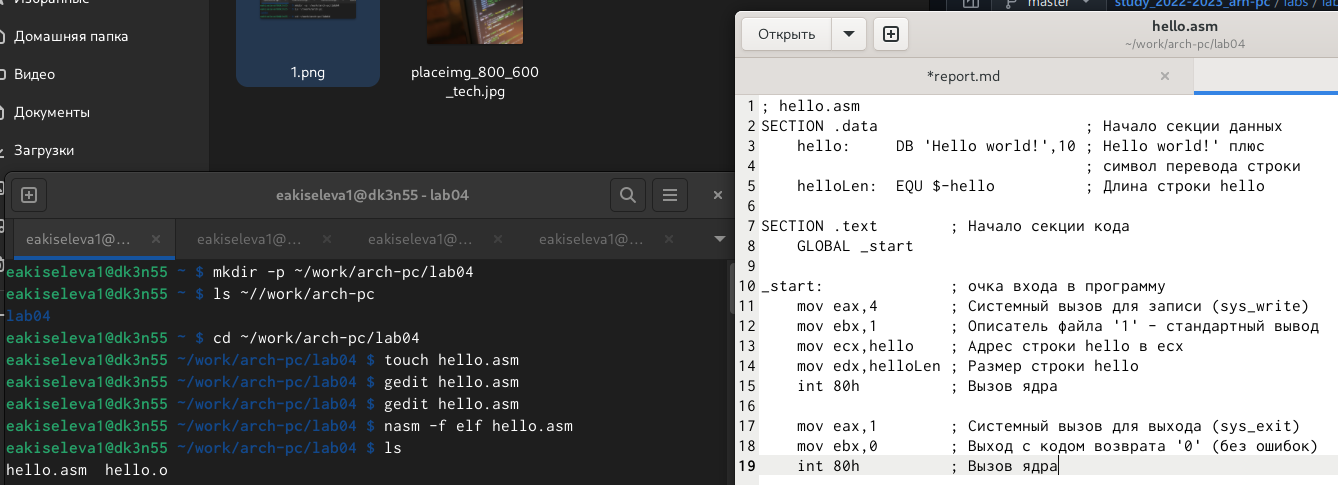 Избранные
Домашняя папка
Видео
Документы
Загрузки
1.png
placeimg_800_600
_tech.jpg
master
study_2022-2023_arh-pc / labs / lab
eakiseleva1@dk3n55 - lab04
eakiseleva1@... × eakiseleva1@... × eakiseleva1@... × eakiseleva1@... ×
eakiseleva1@dk3n55 ~ $ mkdir -p ~/work/arch-pc/lab04
eakiseleva1@dk3n55 ~ $ ls ~//work/arch-pc
lab04
eakiseleva1@dk3n55 ~ $ cd ~/work/arch-pc/lab04
eakiseleva1@dk3n55 ~/work/arch-pc/lab04 $ touch hello.asm
eakiseleva1@dk3n55 ~/work/arch-pc/lab04 $ gedit hello.asm
eakiseleva1@dk3n55 ~/work/arch-pc/lab04 $ gedit hello.asm
eakiseleva1@dk3n55 ~/work/arch-pc/lab04 $ nasm -f elf hello.asm
eakiseleva1@dk3n55 ~/work/arch-pc/lab04 $ ls
hello.asm  hello.o
Открыть
hello.asm
~/work/arch-pc/lab04
*report.md ×
1 ; hello.asm
2 SECTION .data                       ; Начало секции данных
3     hello:     DB 'Hello world!',10 ; Hello world!' плюс
4                                     ; символ перевода строки
5     helloLen:  EQU $-hello          ; Длина строки hello
6
7 SECTION .text        ; Начало секции кода
8     GLOBAL _start
9
10 _start:              ; очка входа в программу
11     mov eax,4        ; Системный вызов для записи (sys_write)
12     mov ebx,1        ; Описатель файла '1' - стандартный вывод
13     mov ecx,hello    ; Адрес строки hello в ecx
14     mov edx,helloLen ; Размер строки hello
15     int 80h          ; Вызов ядра
16
17     mov eax,1        ; Системный вызов для выхода (sys_exit)
18     mov ebx,0        ; Выход с кодом возврата '0' (без ошибок)
19     int 80h          ; Вызов ядра